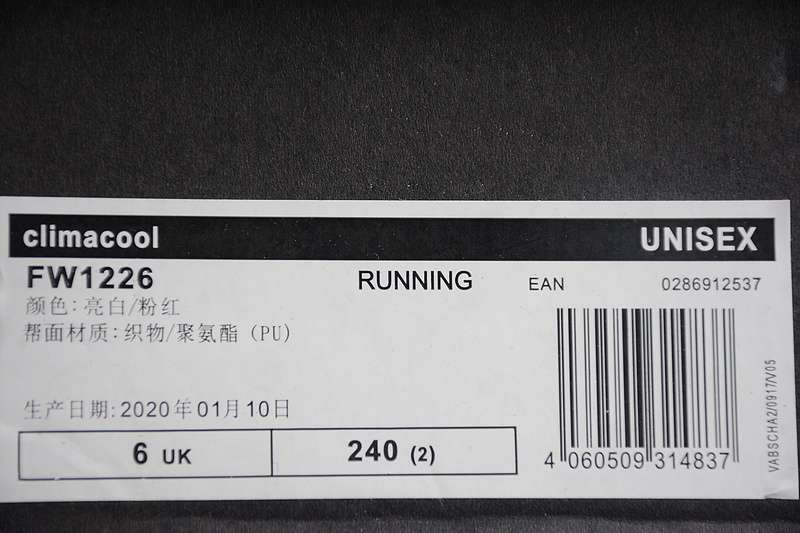 climacool UNISEX
FW1226 RUNNING EAN 0286912537
颜色:亮白/粉红
帮面材质:织物/聚氨酯 (PU)
生产日期:2020年01月10日
6 UK 240 (2)
4 060509 314837
VABSCHA2/0917/V05